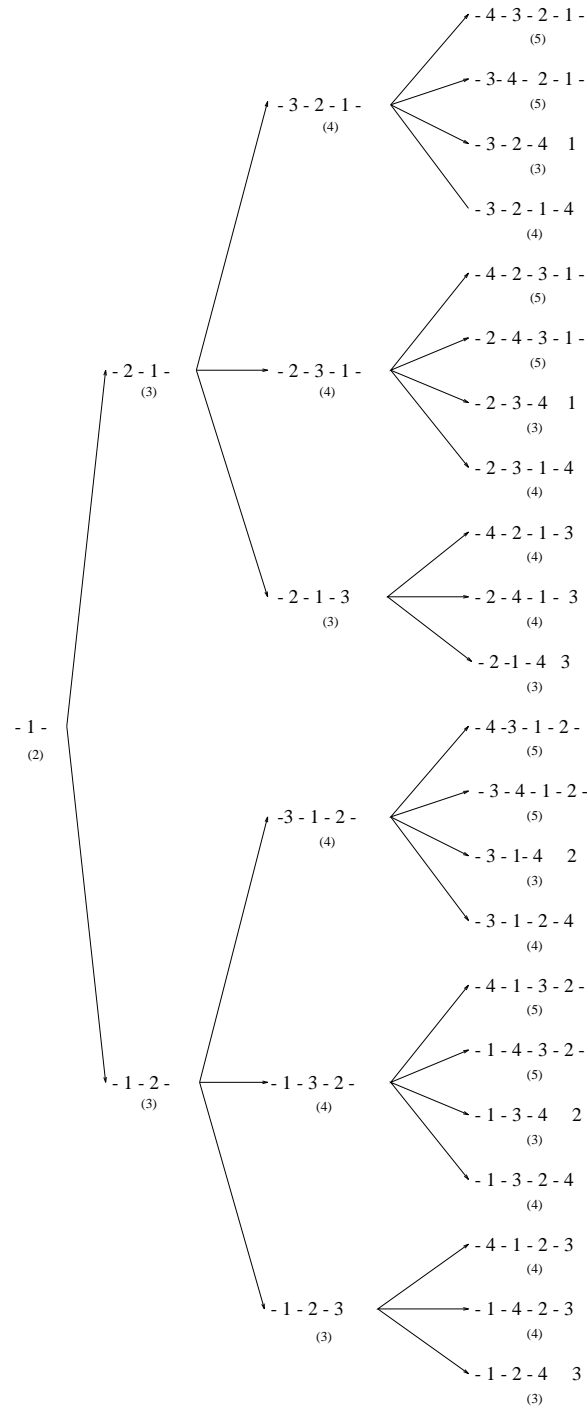 - 4 - 3 - 2 - 1 -
(5)
- 3- 4 - 2 - 1 -
(5)
- 3 - 2 - 1 -
(4)
- 3 - 2 - 4 1
(3)
- 3 - 2 - 1 - 4
(4)
- 4 - 2 - 3 - 1 -
(5)
- 2 - 4 - 3 - 1 -
(5)
- 2 - 1 -
(3)
- 2 - 3 - 1 -
(4)
- 2 - 3 - 4 1
(3)
- 2 - 3 - 1 - 4
(4)
- 4 - 2 - 1 - 3
(4)
- 2 - 1 - 3
(3)
- 2 - 4 - 1 - 3
(4)
- 2 -1 - 4 3
(3)
- 1 -
(2)
- 4 -3 - 1 - 2 -
(5)
- 3 - 4 - 1 - 2 -
(5)
-3 - 1 - 2 -
(4)
- 3 - 1- 4 2
(3)
- 3 - 1 - 2 - 4
(4)
- 4 - 1 - 3 - 2 -
(5)
- 1 - 4 - 3 - 2 -
(5)
- 1 - 2 -
(3)
- 1 - 3 - 2 -
(4)
- 1 - 3 - 4 2
(3)
- 1 - 3 - 2 - 4
(4)
- 4 - 1 - 2 - 3
(4)
- 1 - 2 - 3
(3)
- 1 - 4 - 2 - 3
(4)
- 1 - 2 - 4 3
(3)